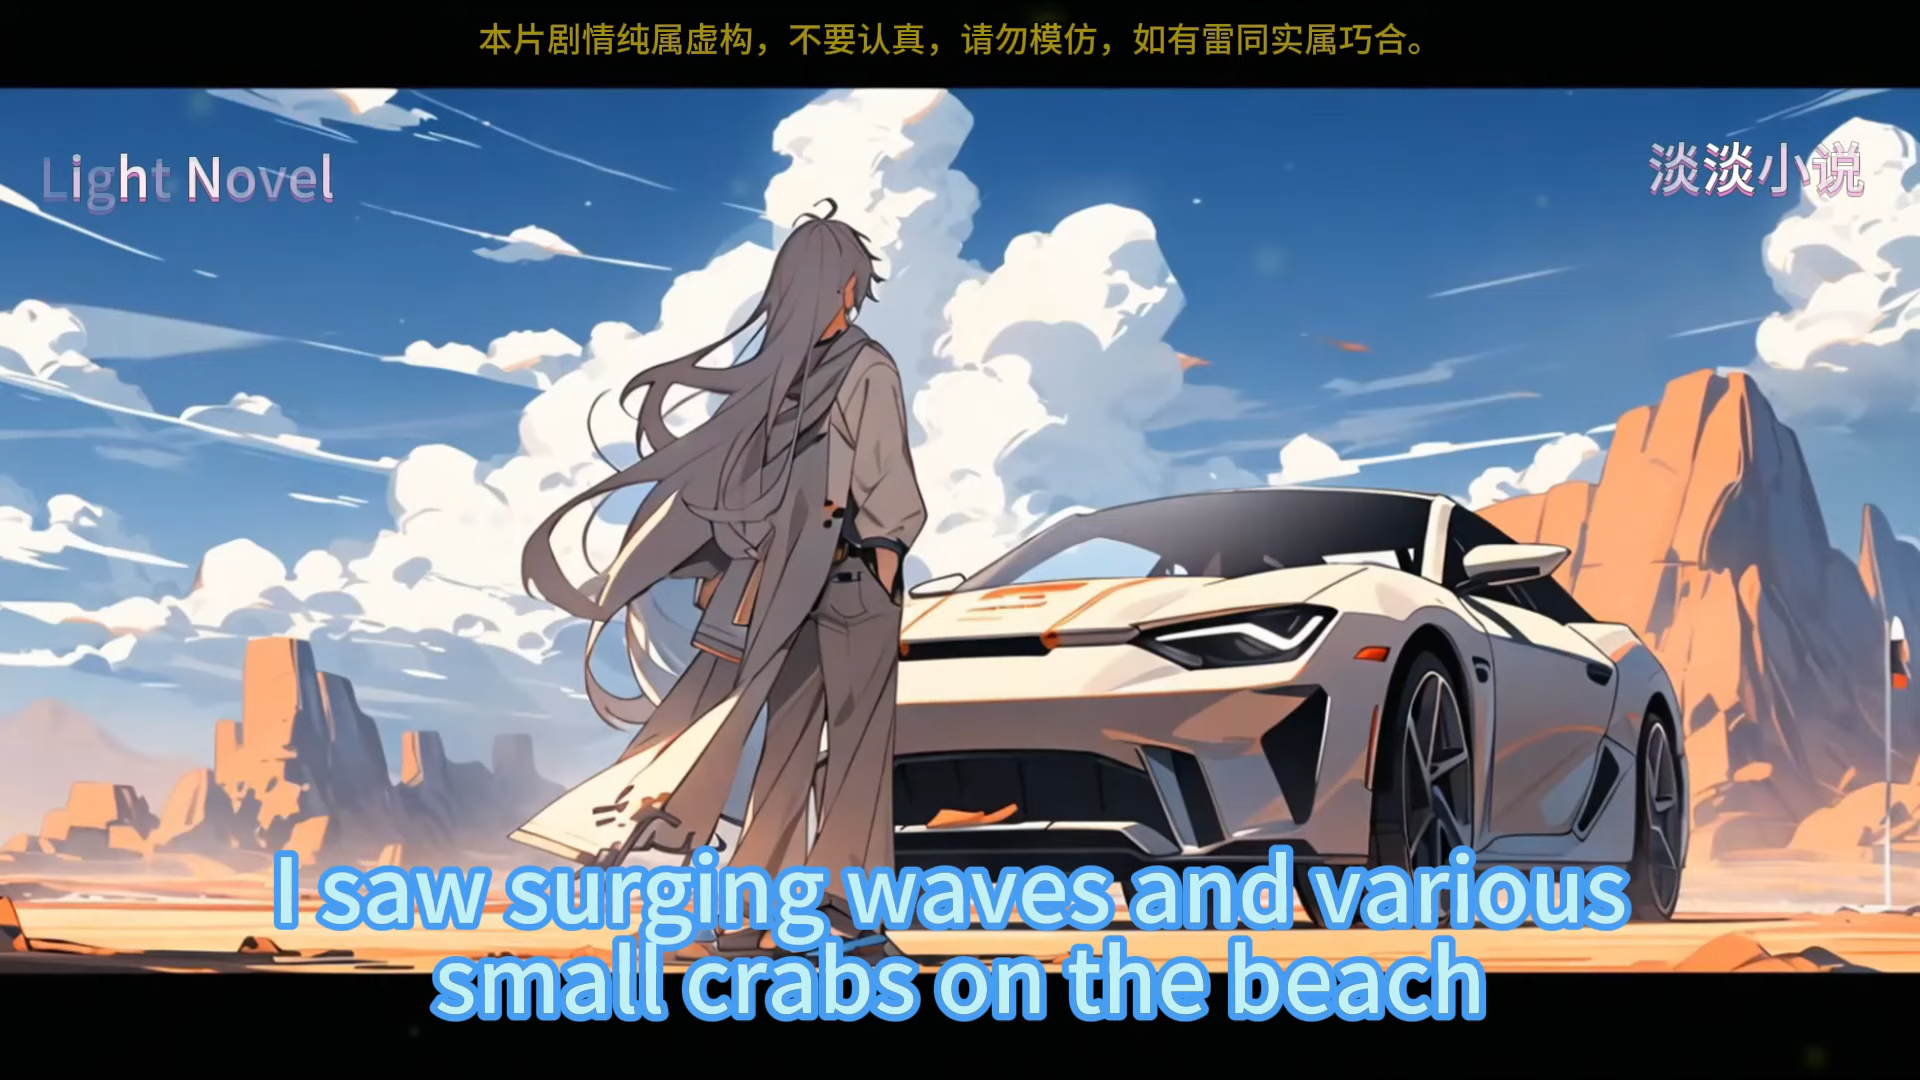 本片剧情纯属虚构，不要认真，请勿模仿，如有雷同实属巧合。
Light Novel
淡淡小说
I saw surging waves and various
small crabs on the beach